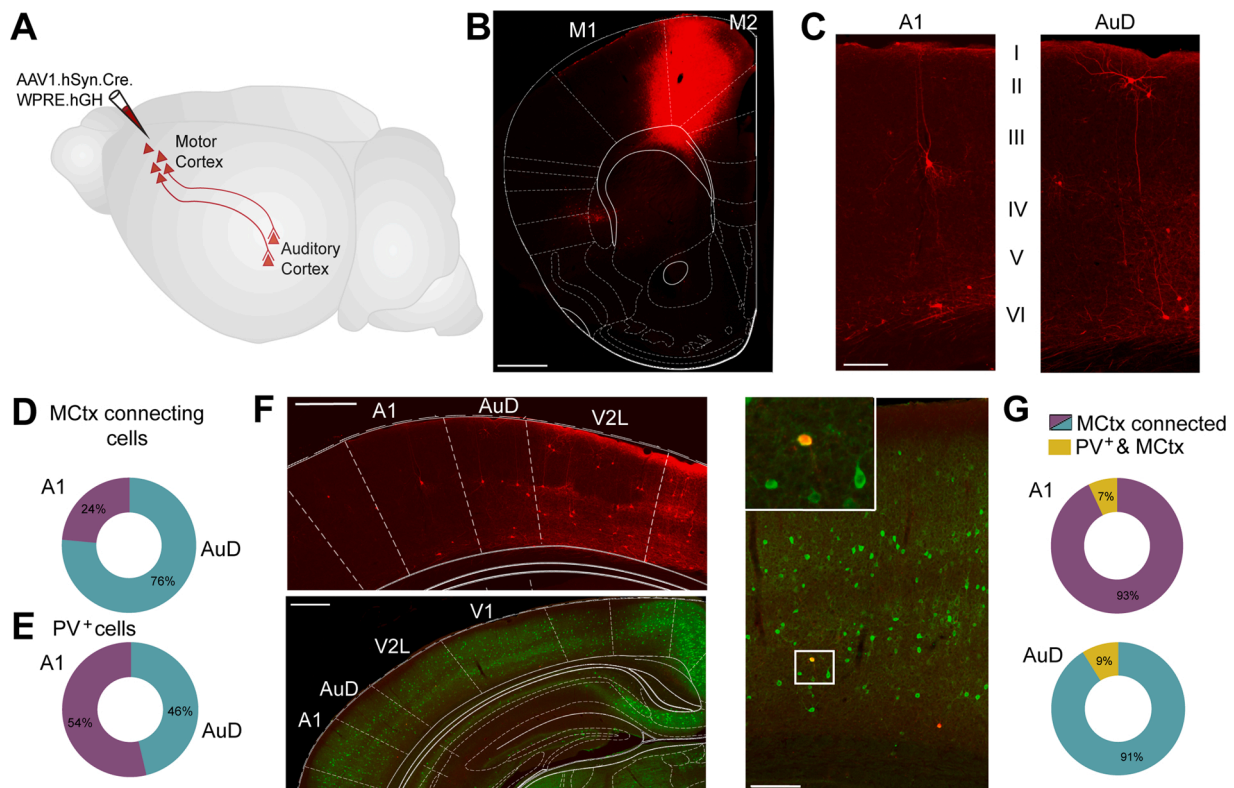 A
AAV1.hSyn.Cre.
WPRE.hGH
Motor
Cortex
Auditory
Cortex
B
M1
M2
C
A1
AuD
I
II
III
IV
V
VI
D
MCtx connecting
cells
A1
24%
76%
AuD
E
PV+ cells
A1
54%
46%
AuD
F
A1
AuD
V2L
V1
V2L
AuD
A1
G
MCtx connected
PV+ & MCtx
A1
7%
93%
AuD
9%
91%